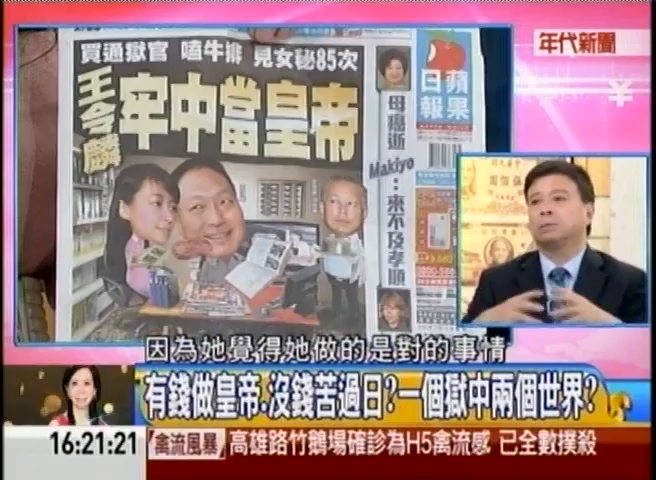 年代新聞
買通獄官 嗑牛排 見女秘85次
王令麟
牢中當皇帝
蘋果日報
母癌逝
Makiyo…來不及孝順
因為她覺得她做的是對的事情
有錢做皇帝.沒錢苦過日?一個獄中兩個世界?
16:21:21
禽流風暴
高雄路竹鵝場確診為H5禽流感 已全數撲殺